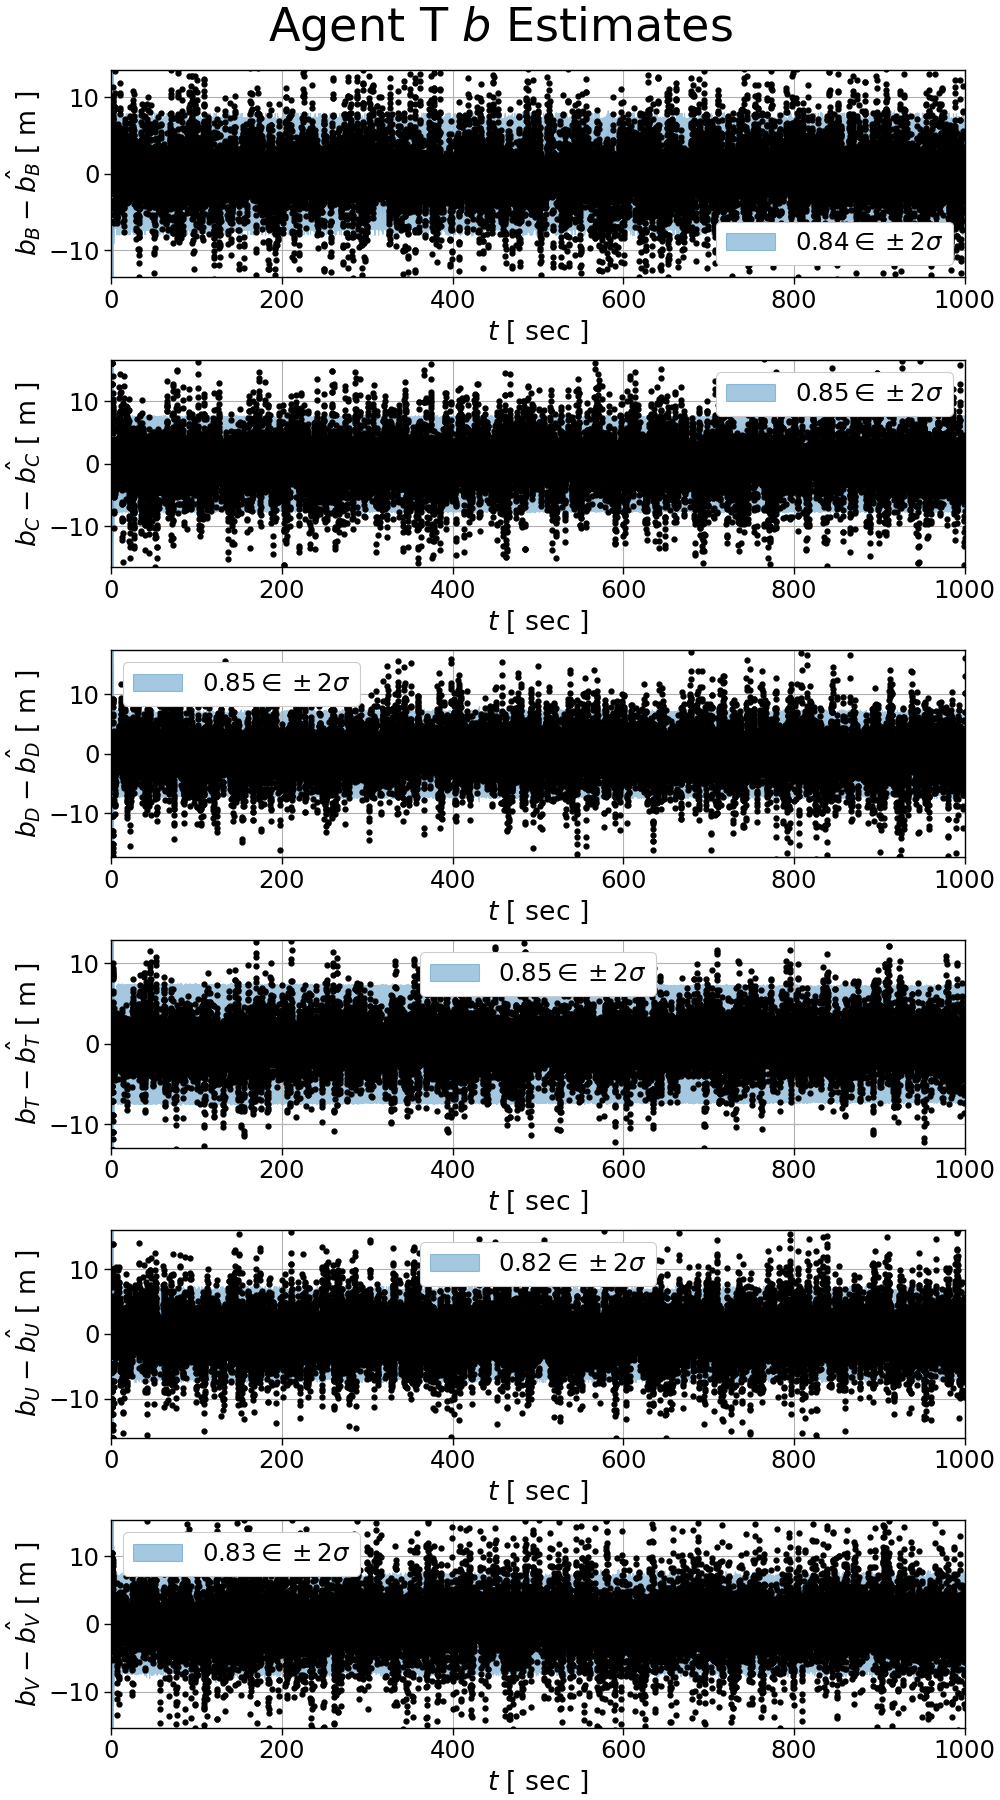 Agent T b Estimates
b_B − b̂_B [ m ]
10
0
−10
0.84 ∈ ±2σ
0 200 400 600 800 1000
t [ sec ]
b_C − b̂_C [ m ]
10
0
−10
0.85 ∈ ±2σ
0 200 400 600 800 1000
t [ sec ]
b_D − b̂_D [ m ]
10
0
−10
0.85 ∈ ±2σ
0 200 400 600 800 1000
t [ sec ]
b_T − b̂_T [ m ]
10
0
−10
0.85 ∈ ±2σ
0 200 400 600 800 1000
t [ sec ]
b_U − b̂_U [ m ]
10
0
−10
0.82 ∈ ±2σ
0 200 400 600 800 1000
t [ sec ]
b_V − b̂_V [ m ]
10
0
−10
0.83 ∈ ±2σ
0 200 400 600 800 1000
t [ sec ]